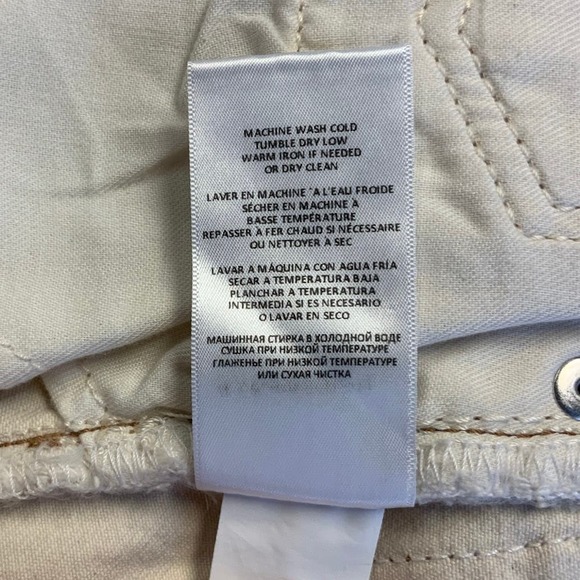 MACHINE WASH COLD
TUMBLE DRY LOW
WARM IRON IF NEEDED
OR DRY CLEAN
LAVER EN MACHINE `A L'EAU FROIDE
SÉCHER EN MACHINE À
BASSE TEMPÉRATURE
REPASSER À FER CHAUD SI NÉCESSAIRE
OU NETTOYER À SEC
LAVAR A MÁQUINA CON AGUA FRÍA
SECAR A TEMPERATURA BAJA
PLANCHAR A TEMPERATURA
INTERMEDIA SI ES NECESARIO
O LAVAR EN SECO
МАШИННАЯ СТИРКА В ХОЛОДНОЙ ВОДЕ
СУШКА ПРИ НИЗКОЙ ТЕМПЕРАТУРЕ
ГЛАЖЕНЬЕ ПРИ НИЗКОЙ ТЕМПЕРАТУРЕ
ИЛИ СУХАЯ ЧИСТКА